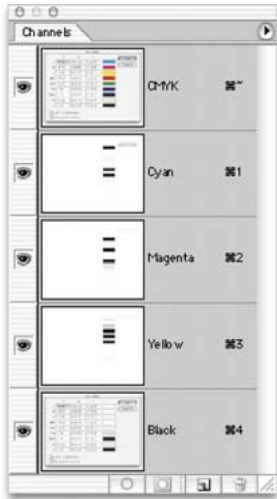 Channels
CMYK ⌘~
Cyan ⌘1
Magenta ⌘2
Yellow ⌘3
Black ⌘4